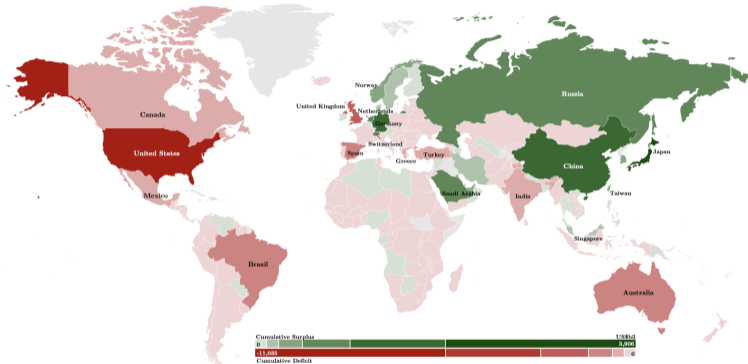 Norway
Russia
United Kingdom
Netherlands
Canada
Germany
United States
Switzerland
Japan
Spain
Turkey
Greece
China
Mexico
Saudi Arabia
India
Taiwan
Singapore
Brazil
Australia
Cumulative Surplus US$bil
0 3,906
-11,035 0
Cumulative Deficit